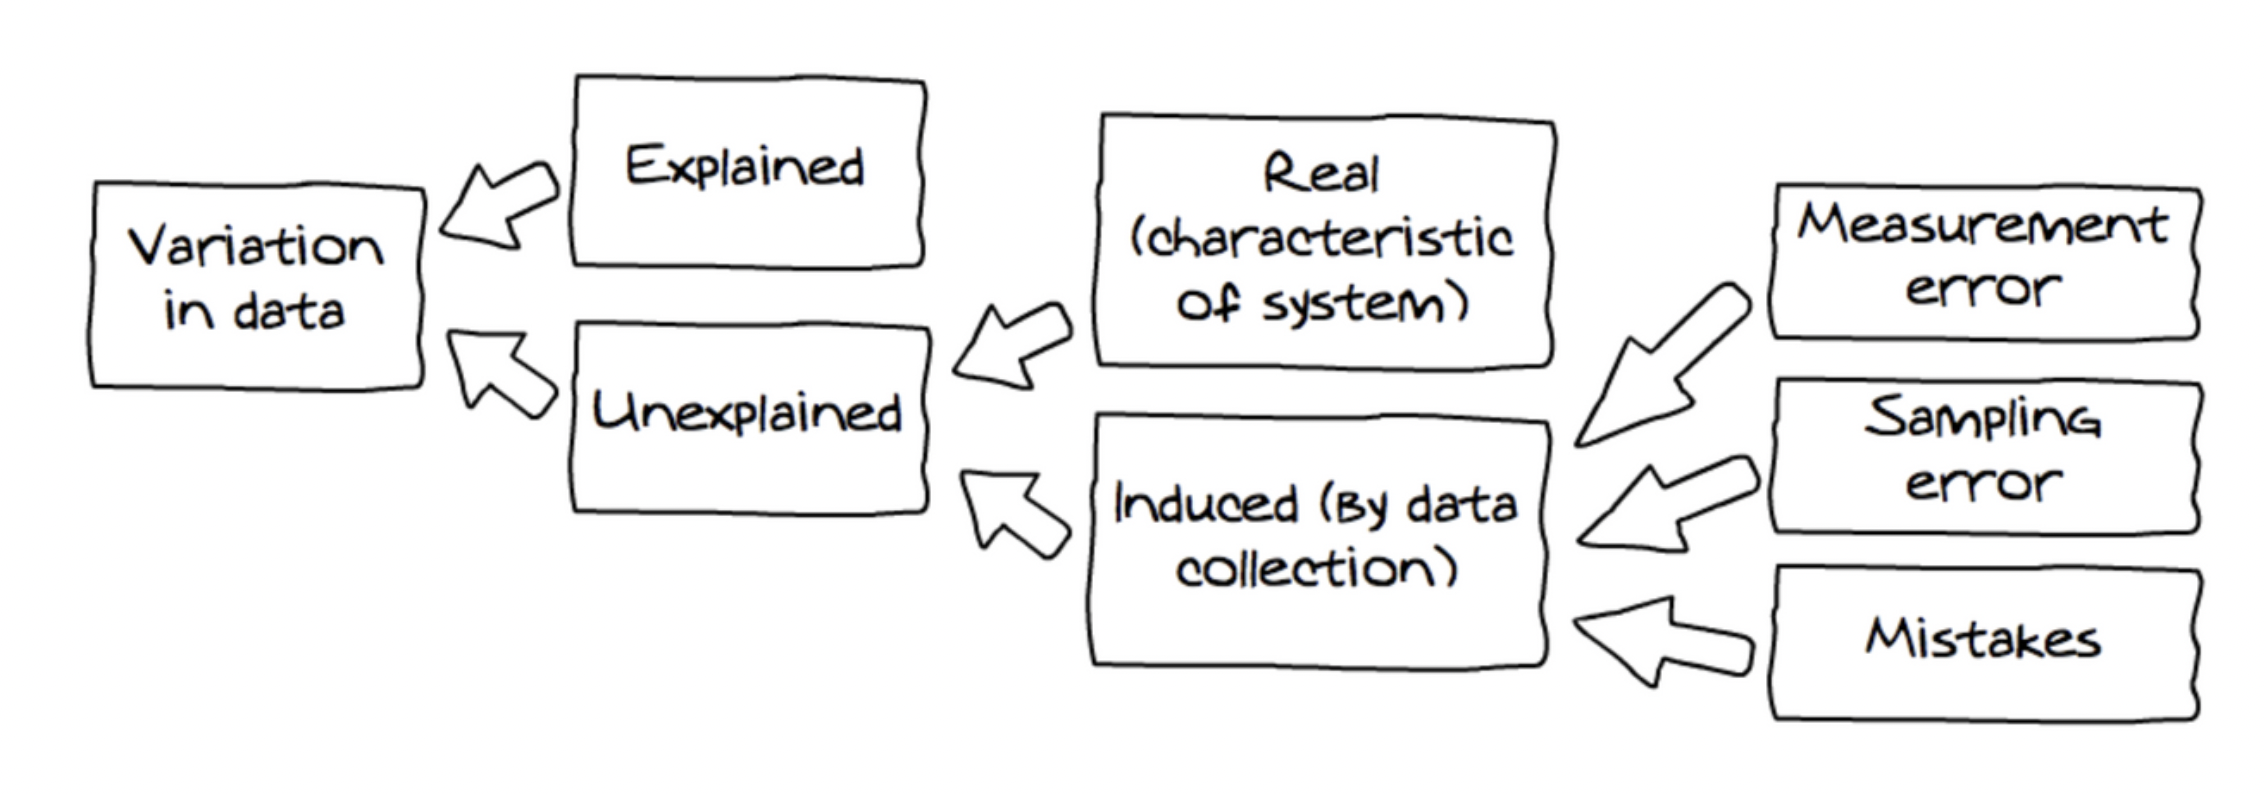 Variation
in data
Explained
Unexplained
Real
(characteristic
of system)
Induced (By data
collection)
Measurement
error
Sampling
error
Mistakes